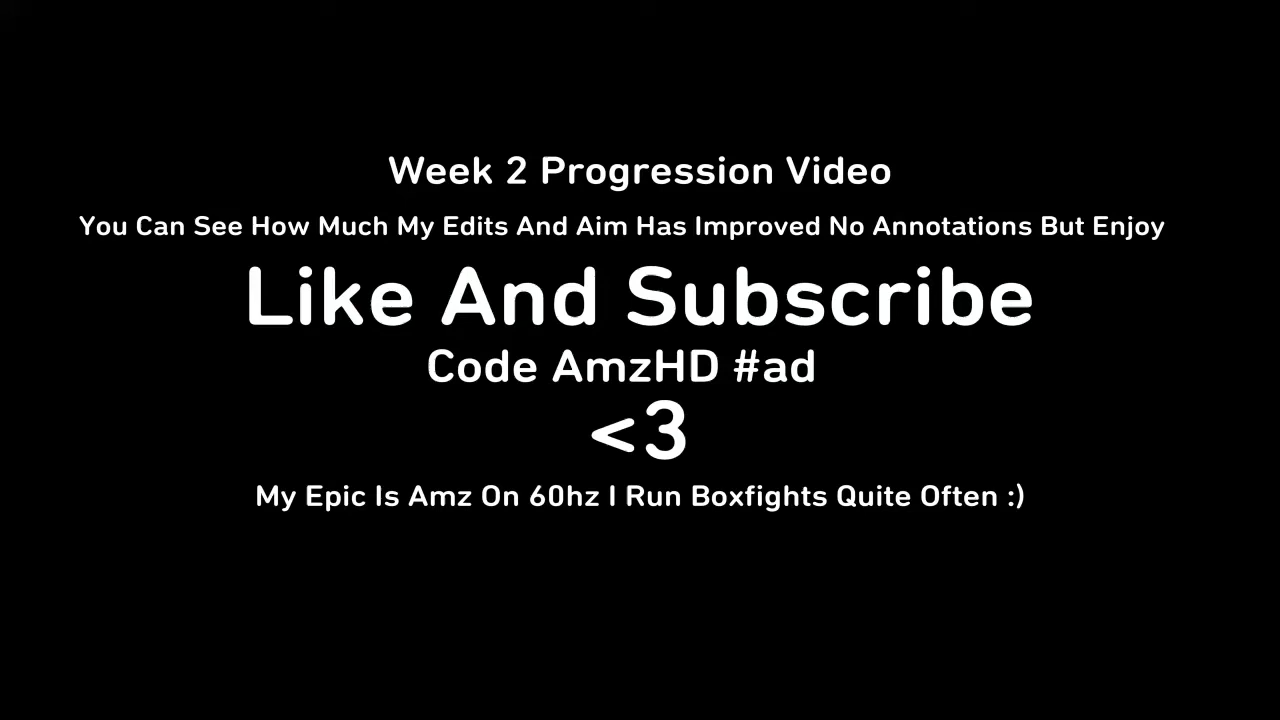 Week 2 Progression Video
You Can See How Much My Edits And Aim Has Improved No Annotations But Enjoy
Like And Subscribe
Code AmzHD #ad
<3
My Epic Is Amz On 60hz I Run Boxfights Quite Often :)